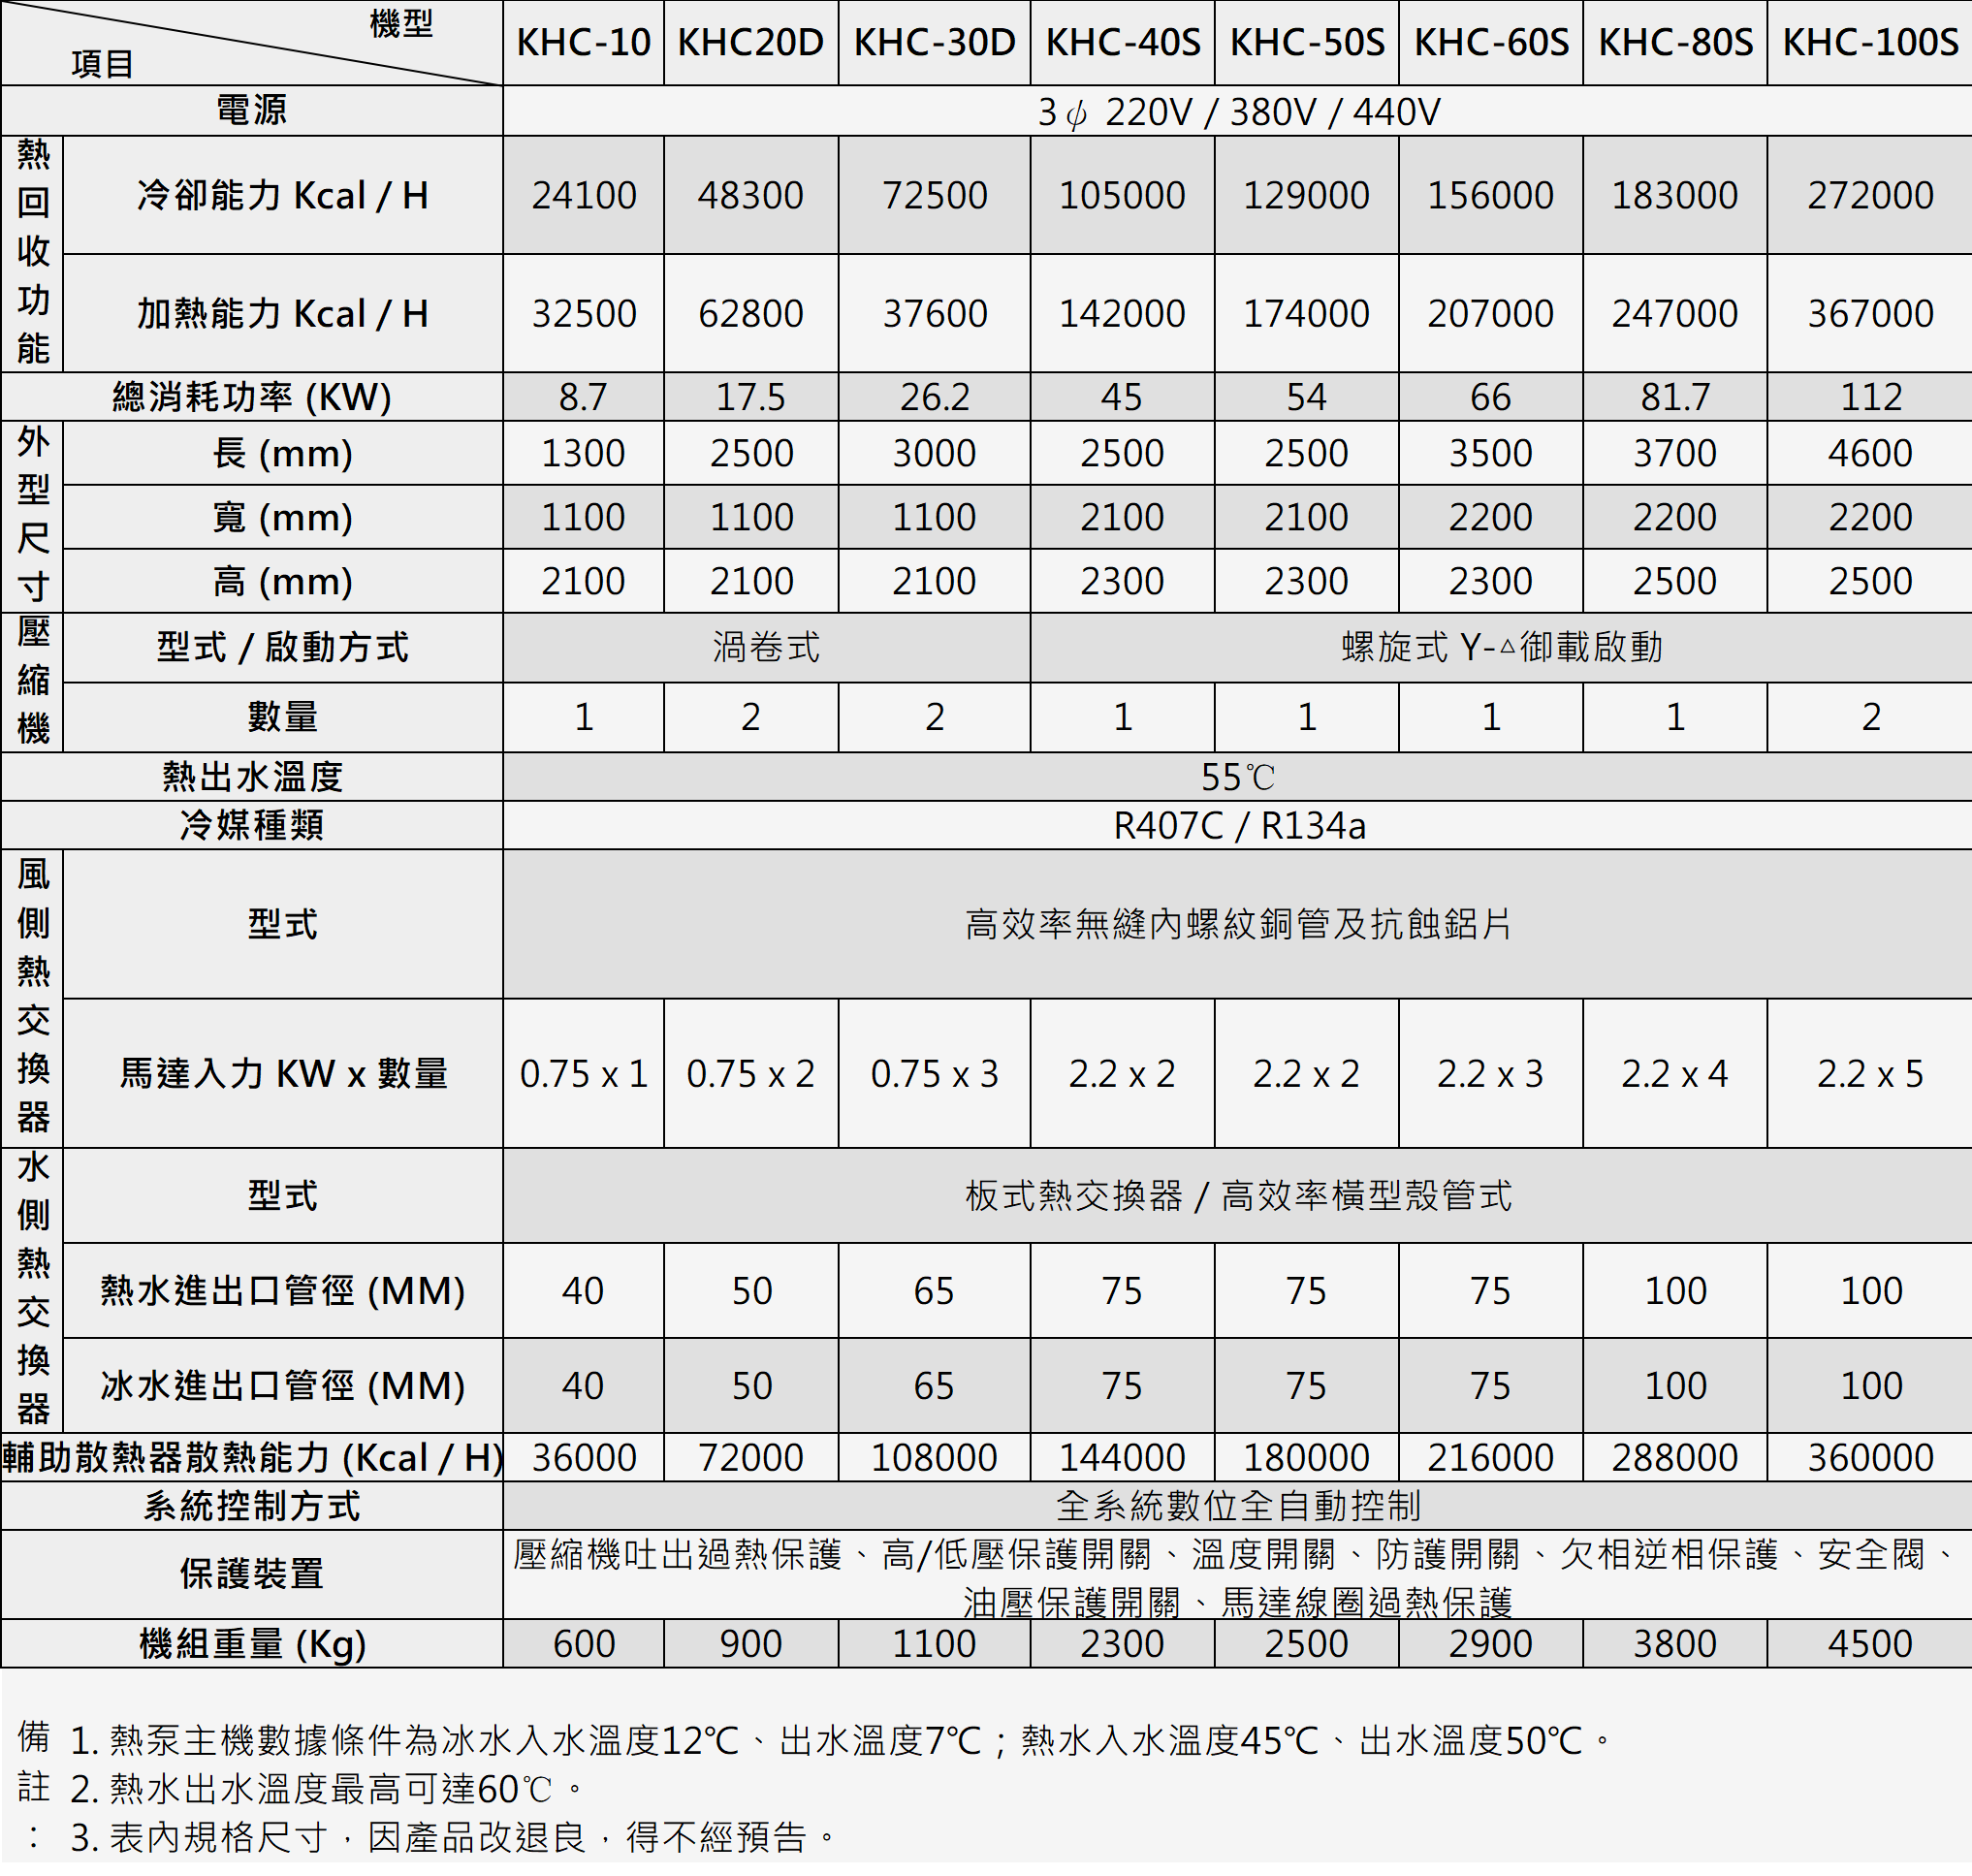 機型
項目
KHC-10 KHC20D KHC-30D KHC-40S KHC-50S KHC-60S KHC-80S KHC-100S
電源 3ψ 220V / 380V / 440V
熱回收功能
冷卻能力 Kcal / H 24100 48300 72500 105000 129000 156000 183000 272000
加熱能力 Kcal / H 32500 62800 37600 142000 174000 207000 247000 367000
總消耗功率 (KW) 8.7 17.5 26.2 45 54 66 81.7 112
外型尺寸
長 (mm) 1300 2500 3000 2500 2500 3500 3700 4600
寬 (mm) 1100 1100 1100 2100 2100 2200 2200 2200
高 (mm) 2100 2100 2100 2300 2300 2300 2500 2500
壓縮機
型式 / 啟動方式 渦卷式 螺旋式 Y-△御載啟動
數量 1 2 2 1 1 1 1 2
熱出水溫度 55℃
冷媒種類 R407C / R134a
風側熱交換器
型式 高效率無縫內螺紋銅管及抗蝕鋁片
馬達入力 KW x 數量 0.75 x 1 0.75 x 2 0.75 x 3 2.2 x 2 2.2 x 2 2.2 x 3 2.2 x 4 2.2 x 5
水側熱交換器
型式 板式熱交換器 / 高效率橫型殼管式
熱水進出口管徑 (MM) 40 50 65 75 75 75 100 100
冰水進出口管徑 (MM) 40 50 65 75 75 75 100 100
輔助散熱器散熱能力 (Kcal / H) 36000 72000 108000 144000 180000 216000 288000 360000
系統控制方式 全系統數位全自動控制
保護裝置 壓縮機吐出過熱保護、高/低壓保護開關、溫度開關、防護開關、欠相逆相保護、安全閥、
油壓保護開關、馬達線圈過熱保護
機組重量 (Kg) 600 900 1100 2300 2500 2900 3800 4500
備註：
1. 熱泵主機數據條件為冰水入水溫度12℃、出水溫度7℃；熱水入水溫度45℃、出水溫度50℃。
2. 熱水出水溫度最高可達60℃。
3. 表內規格尺寸，因產品改退良，得不經預告。